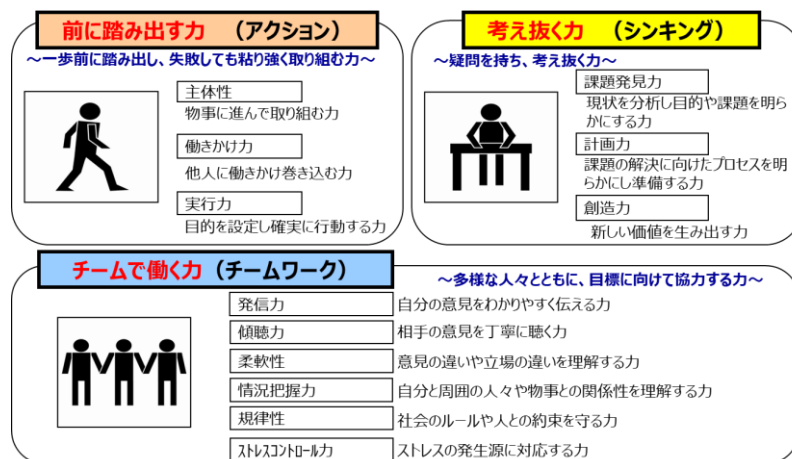 前に踏み出す力 (アクション)
~一歩前に踏み出し、失敗しても粘り強く取り組む力~
主体性
物事に進んで取り組む力
働きかけ力
他人に働きかけ巻き込む力
実行力
目的を設定し確実に行動する力
考え抜く力 (シンキング)
~疑問を持ち、考え抜く力~
課題発見力
現状を分析し目的や課題を明ら
かにする力
計画力
課題の解決に向けたプロセスを明
らかにし準備する力
創造力
新しい価値を生み出す力
チームで働く力 (チームワーク)
~多様な人々とともに、目標に向けて協力する力~
発信力 自分の意見をわかりやすく伝える力
傾聴力 相手の意見を丁寧に聴く力
柔軟性 意見の違いや立場の違いを理解する力
情況把握力 自分と周囲の人々や物事との関係性を理解する力
規律性 社会のルールや人との約束を守る力
ストレスコントロール力 ストレスの発生源に対応する力